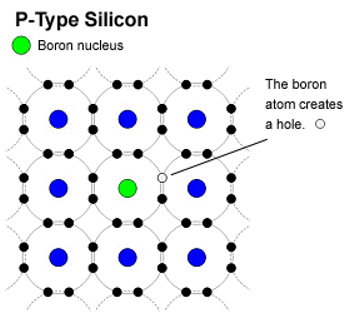 P-Type Silicon
Boron nucleus
The boron
atom creates
a hole.